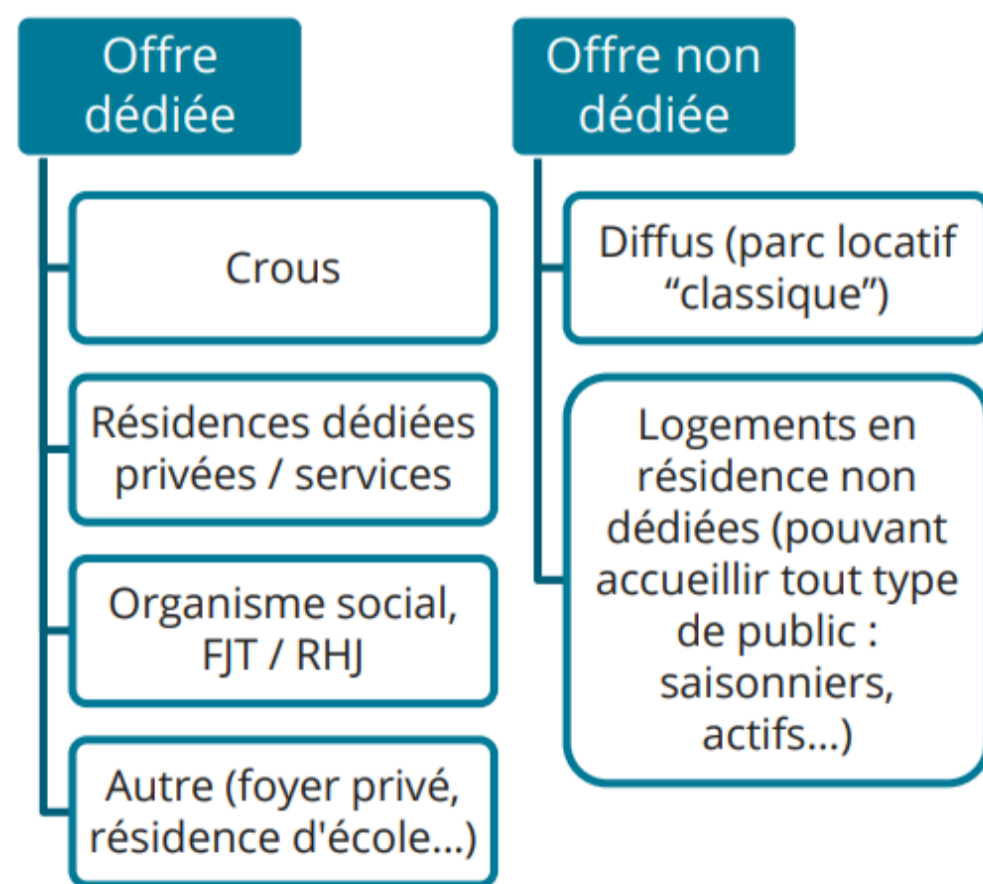 Offre
dédiée
Crous
Résidences dédiées
privées / services
Organisme social,
FJT / RHJ
Autre (foyer privé,
résidence d'école...)
Offre non
dédiée
Diffus (parc locatif
“classique”)
Logements en
résidence non
dédiées (pouvant
accueillir tout type
de public :
saisonniers,
actifs...)